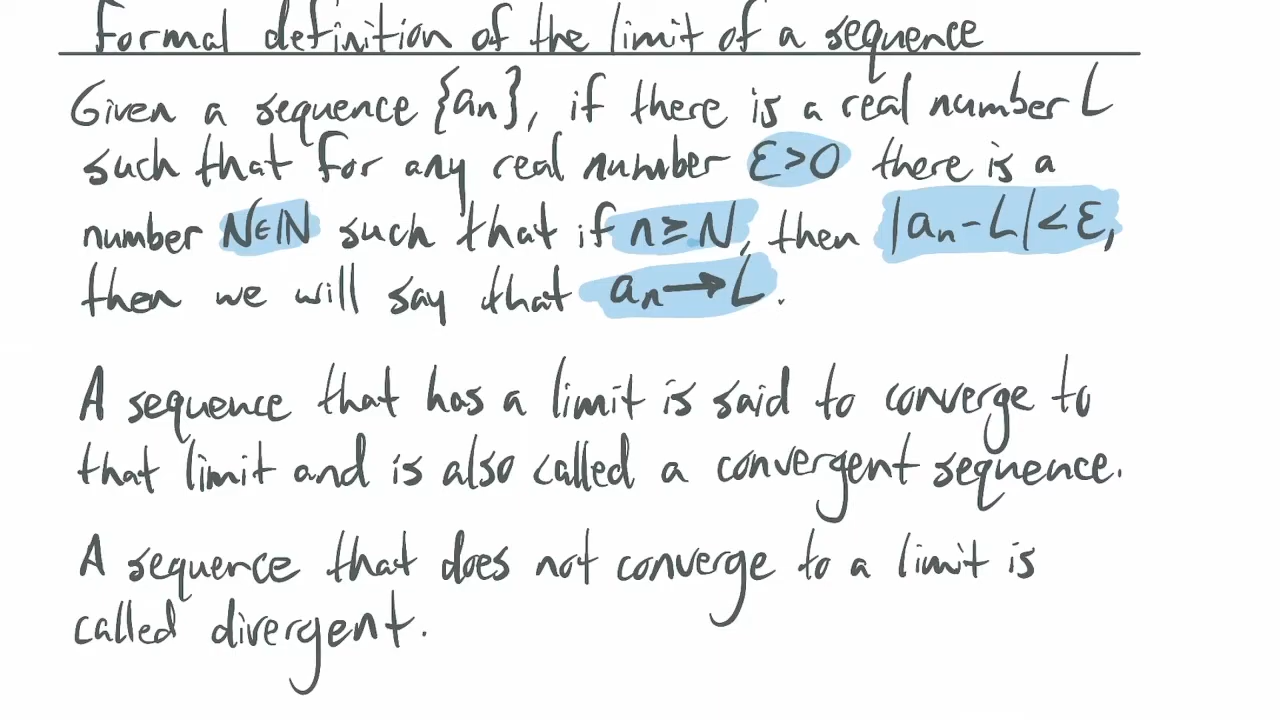 Formal definition of the limit of a sequence
Given a sequence {an}, if there is a real number L
such that for any real number ε>0 there is a
number N∈ℕ such that if n≥N, then |an-L|<ε,
then we will say that an→L.
A sequence that has a limit is said to converge to
that limit and is also called a convergent sequence.
A sequence that does not converge to a limit is
called divergent.